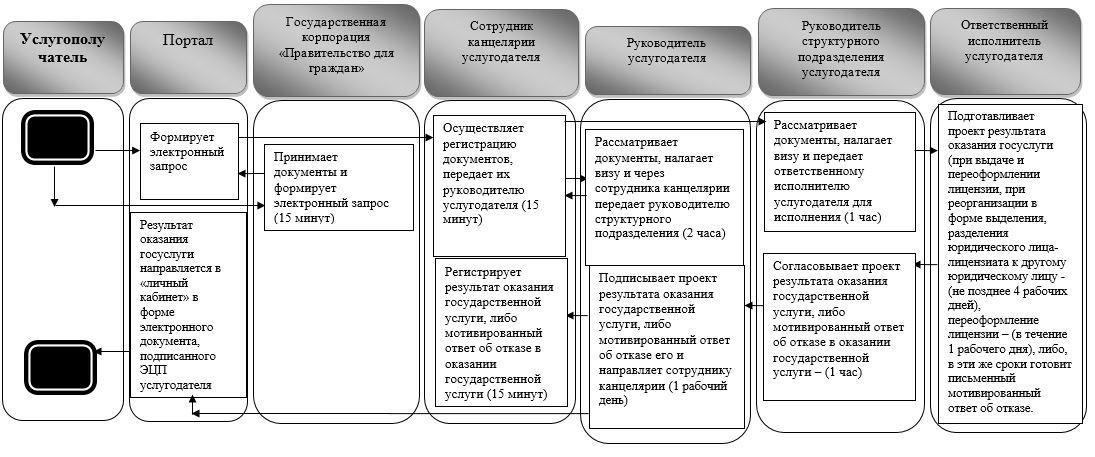 Услугополу
чатель
Портал
Государственная
корпорация
«Правительство для
граждан»
Сотрудник
канцелярии
услугодателя
Руководитель
услугодателя
Руководитель
структурного
подразделения
услугодателя
Ответственный
исполнитель
услугодателя
Формирует
электронный
запрос
Принимает
документы и
формирует
электронный запрос
(15 минут)
Осуществляет
регистрацию
документов,
передает их
руководителю
услугодателя (15
минут)
Рассматривает
документы, налагает
визу и через
сотрудника канцелярии
передает руководителю
структурного
подразделения (2 часа)
Рассматривает
документы, налагает
визу и передает
ответственному
исполнителю
услугодателя для
исполнения (1 час)
Подготавливает
проект результата
оказания госуслуги
(при выдаче и
переоформлении
лицензии, при
реорганизации в
форме выделения,
разделения
юридического лица-
лицензиата к другому
юридическому лицу -
(не позднее 4 рабочих
дней),
переоформление
лицензии – (в течение
1 рабочего дня), либо,
в эти же сроки готовит
письменный
мотивированный
ответ об отказе.
Согласовывает проект
результата оказания
государственной
услуги, либо
мотивированный ответ
об отказе в оказании
государственной
услуги – (1 час)
Подписывает проект
результата оказания
государственной
услуги, либо
мотивированный ответ
об отказе его и
направляет сотруднику
канцелярии (1 рабочий
день)
Регистрирует
результат оказания
государственной
услуги, либо
мотивированный
ответ об отказе в
оказании
государственной
услуги (15 минут)
Результат
оказания
госуслуги
направляется в
«личный
кабинет» в
форме
электронного
документа,
подписанного
ЭЦП
услугодателя